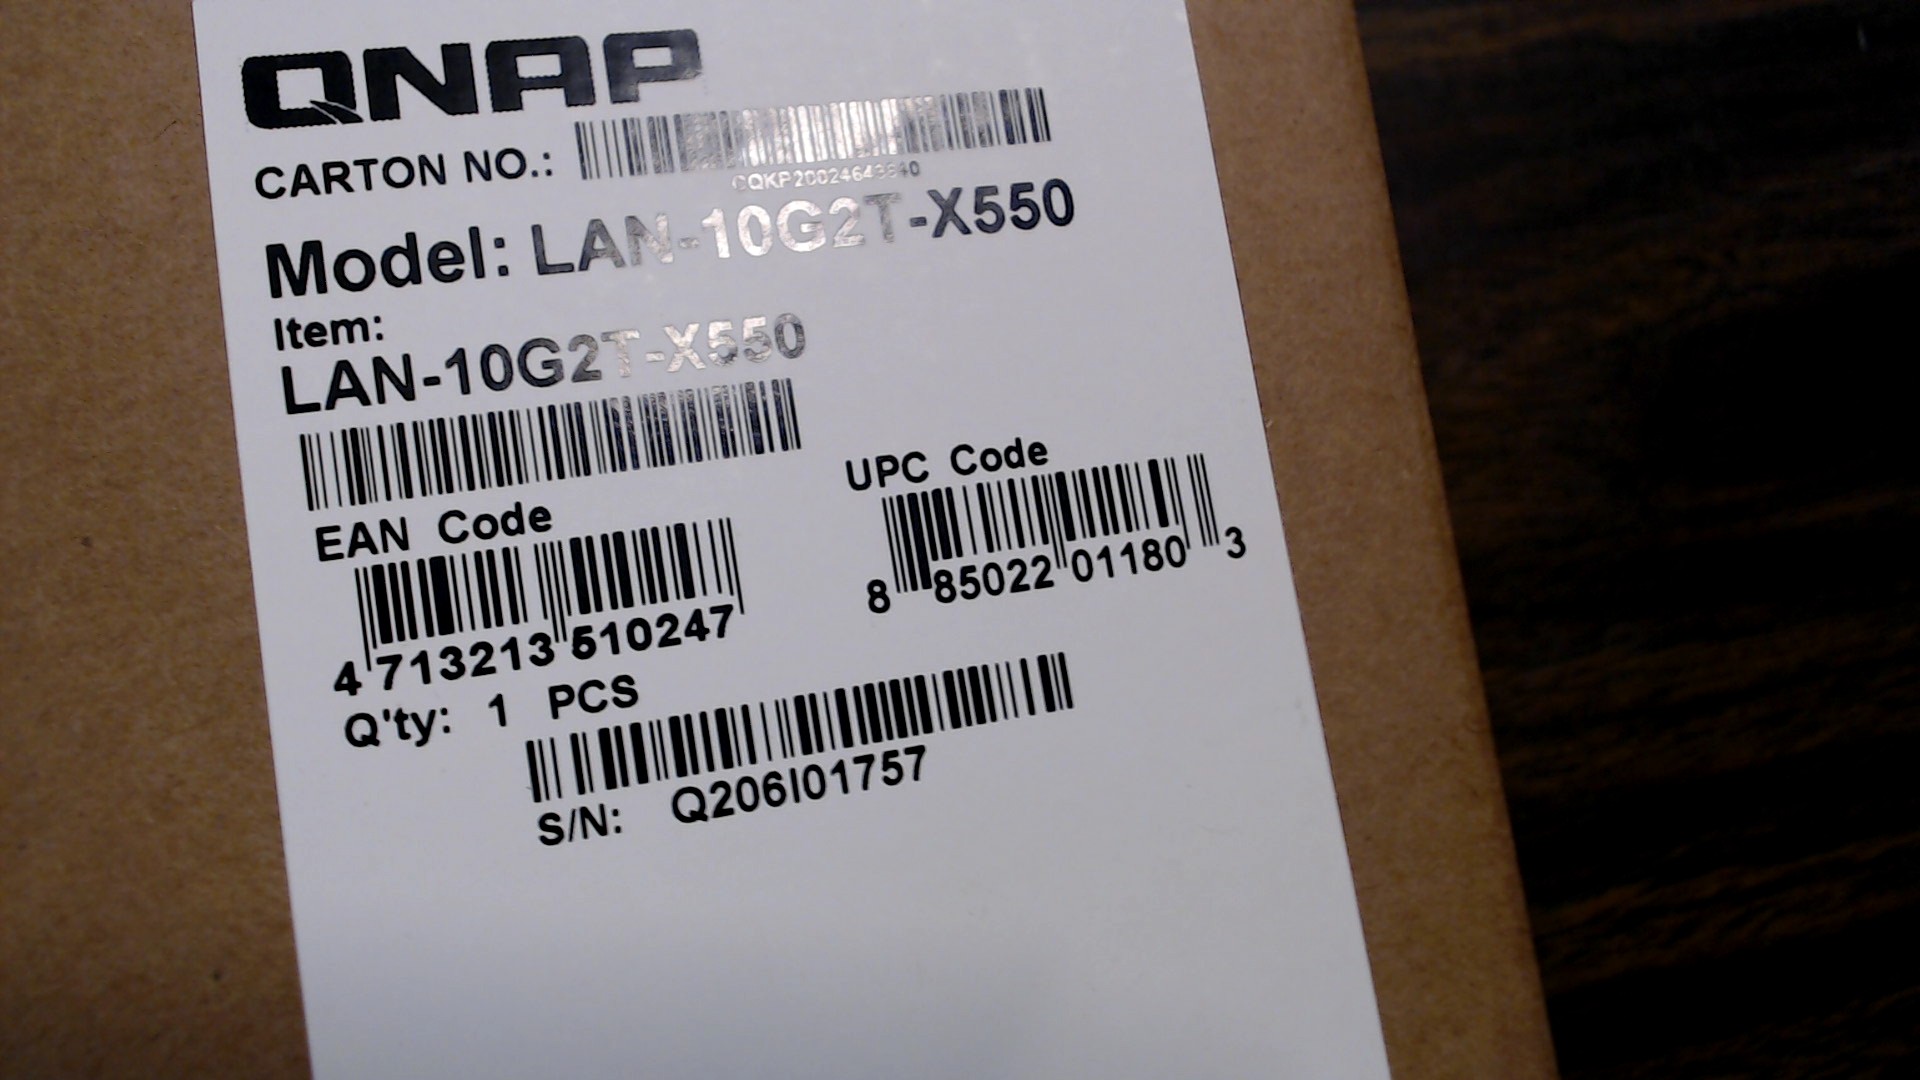 QNAP
CARTON NO.:
Model: LAN-10G2T-X550
Item:
LAN-10G2T-X550
EAN Code
4 713213 510247
UPC Code
8 85022 01180 3
Q'ty: 1 PCS
S/N: Q206I01757